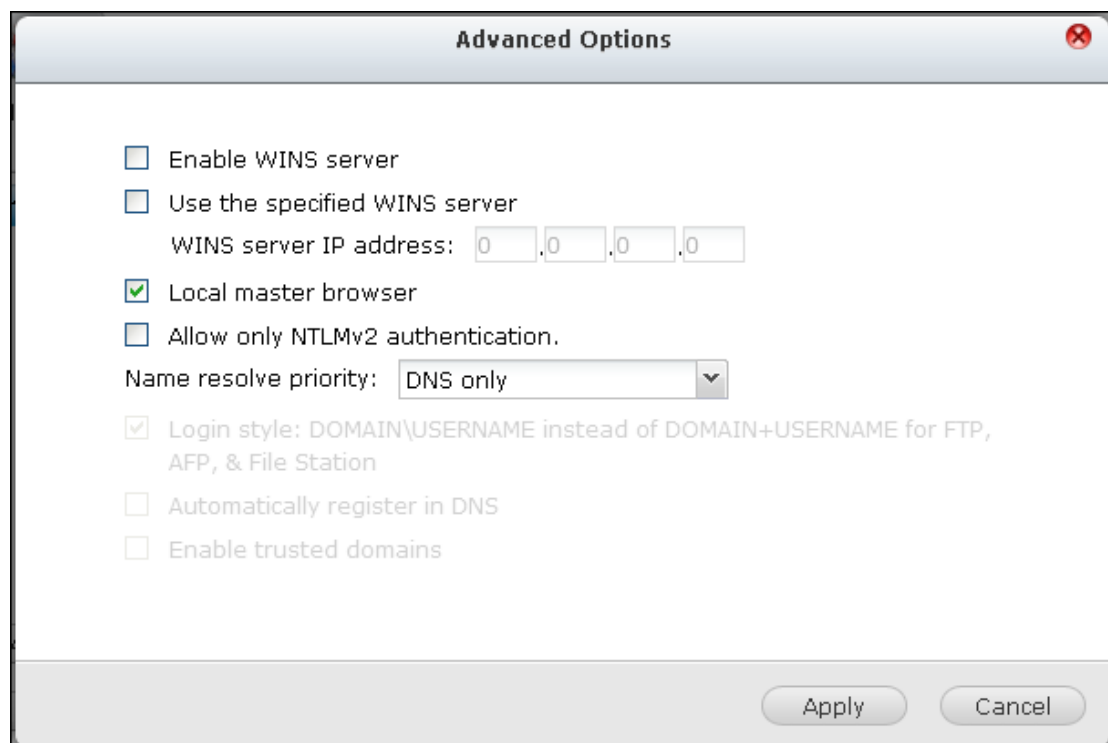 Advanced Options
Enable WINS server
Use the specified WINS server
WINS server IP address: 0 .0 .0 .0
Local master browser
Allow only NTLMv2 authentication.
Name resolve priority: DNS only
Login style: DOMAIN\USERNAME instead of DOMAIN+USERNAME for FTP,
AFP, & File Station
Automatically register in DNS
Enable trusted domains
Apply Cancel